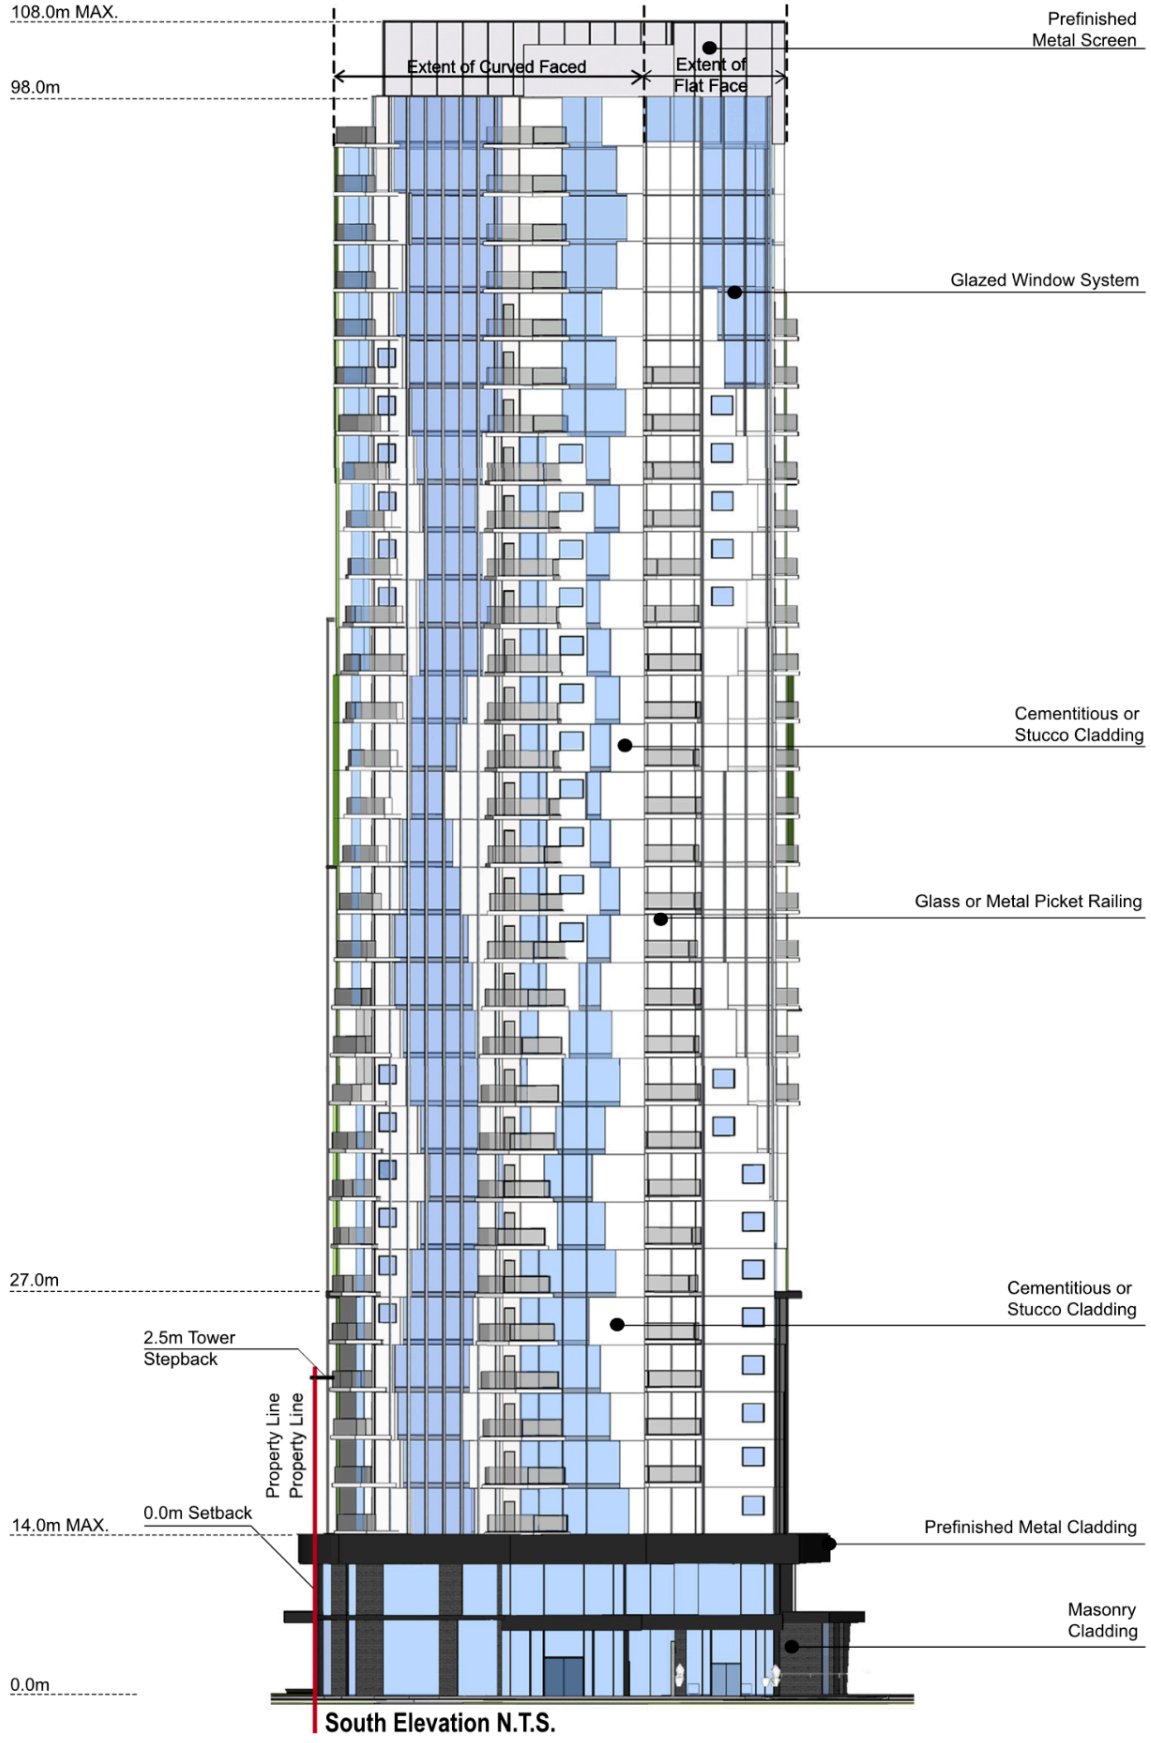 108.0m MAX.
Prefinished
Metal Screen
Extent of Curved Faced
Extent of
Flat Face
98.0m
Glazed Window System
Cementitious or
Stucco Cladding
Glass or Metal Picket Railing
27.0m
Cementitious or
Stucco Cladding
2.5m Tower
Stepback
Property Line
Property Line
0.0m Setback
14.0m MAX.
Prefinished Metal Cladding
Masonry
Cladding
0.0m
South Elevation N.T.S.